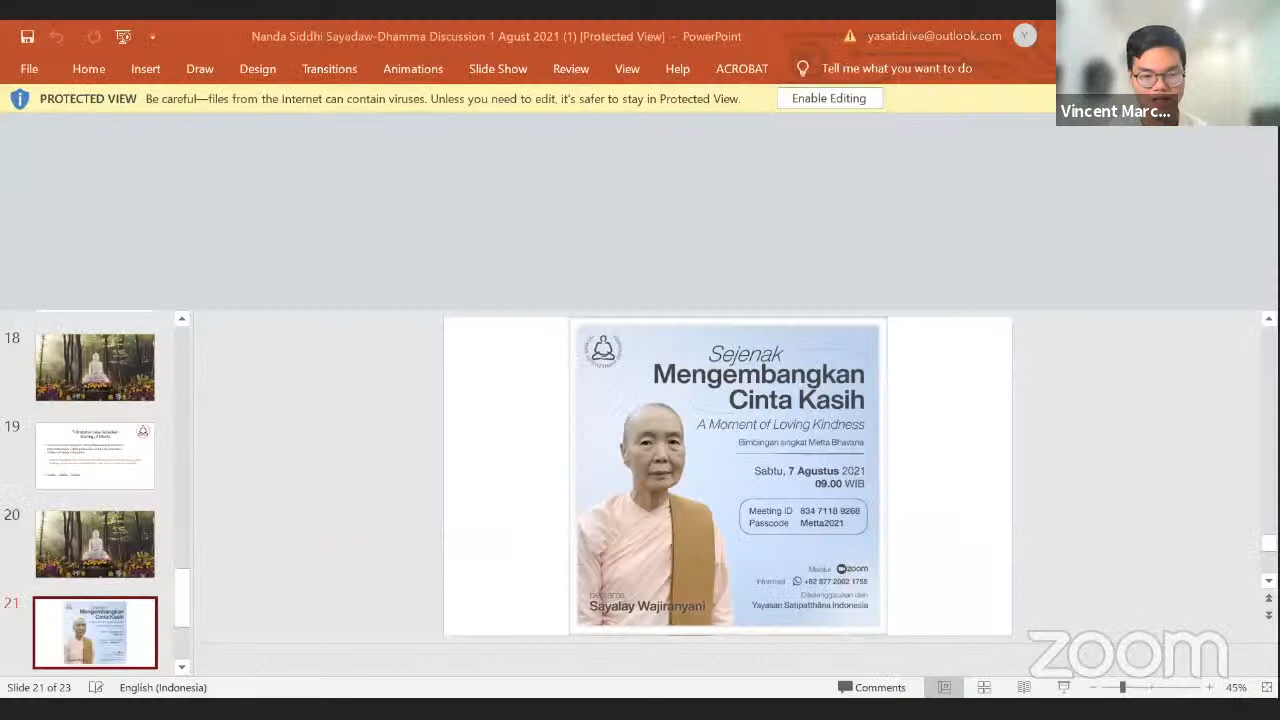 Nanda Siddhi Sayadaw-Dhamma Discussion 1 Agust 2021 (1) [Protected View] - PowerPoint
yasatidrive@outlook.com
Y
File Home Insert Draw Design Transitions Animations Slide Show Review View Help ACROBAT Tell me what you want to do
PROTECTED VIEW Be careful—files from the Internet can contain viruses. Unless you need to edit, it's safer to stay in Protected View. Enable Editing
Vincent Marc...
18
19
20
21
Sejenak
Mengembangkan
Cinta Kasih
A Moment of Loving Kindness
Bimbingan singkat Metta Bhavana
Sabtu, 7 Agustus 2021
09.00 WIB
Meeting ID 834 7118 9268
Passcode Metta2021
Melalui zoom
Informasi +62 877 2002 1756
Diselenggarakan oleh
Yayasan Satipatthāna Indonesia
bersama
Sayalay Wajiranyani
zoom
Slide 21 of 23 English (Indonesia) Comments 45%